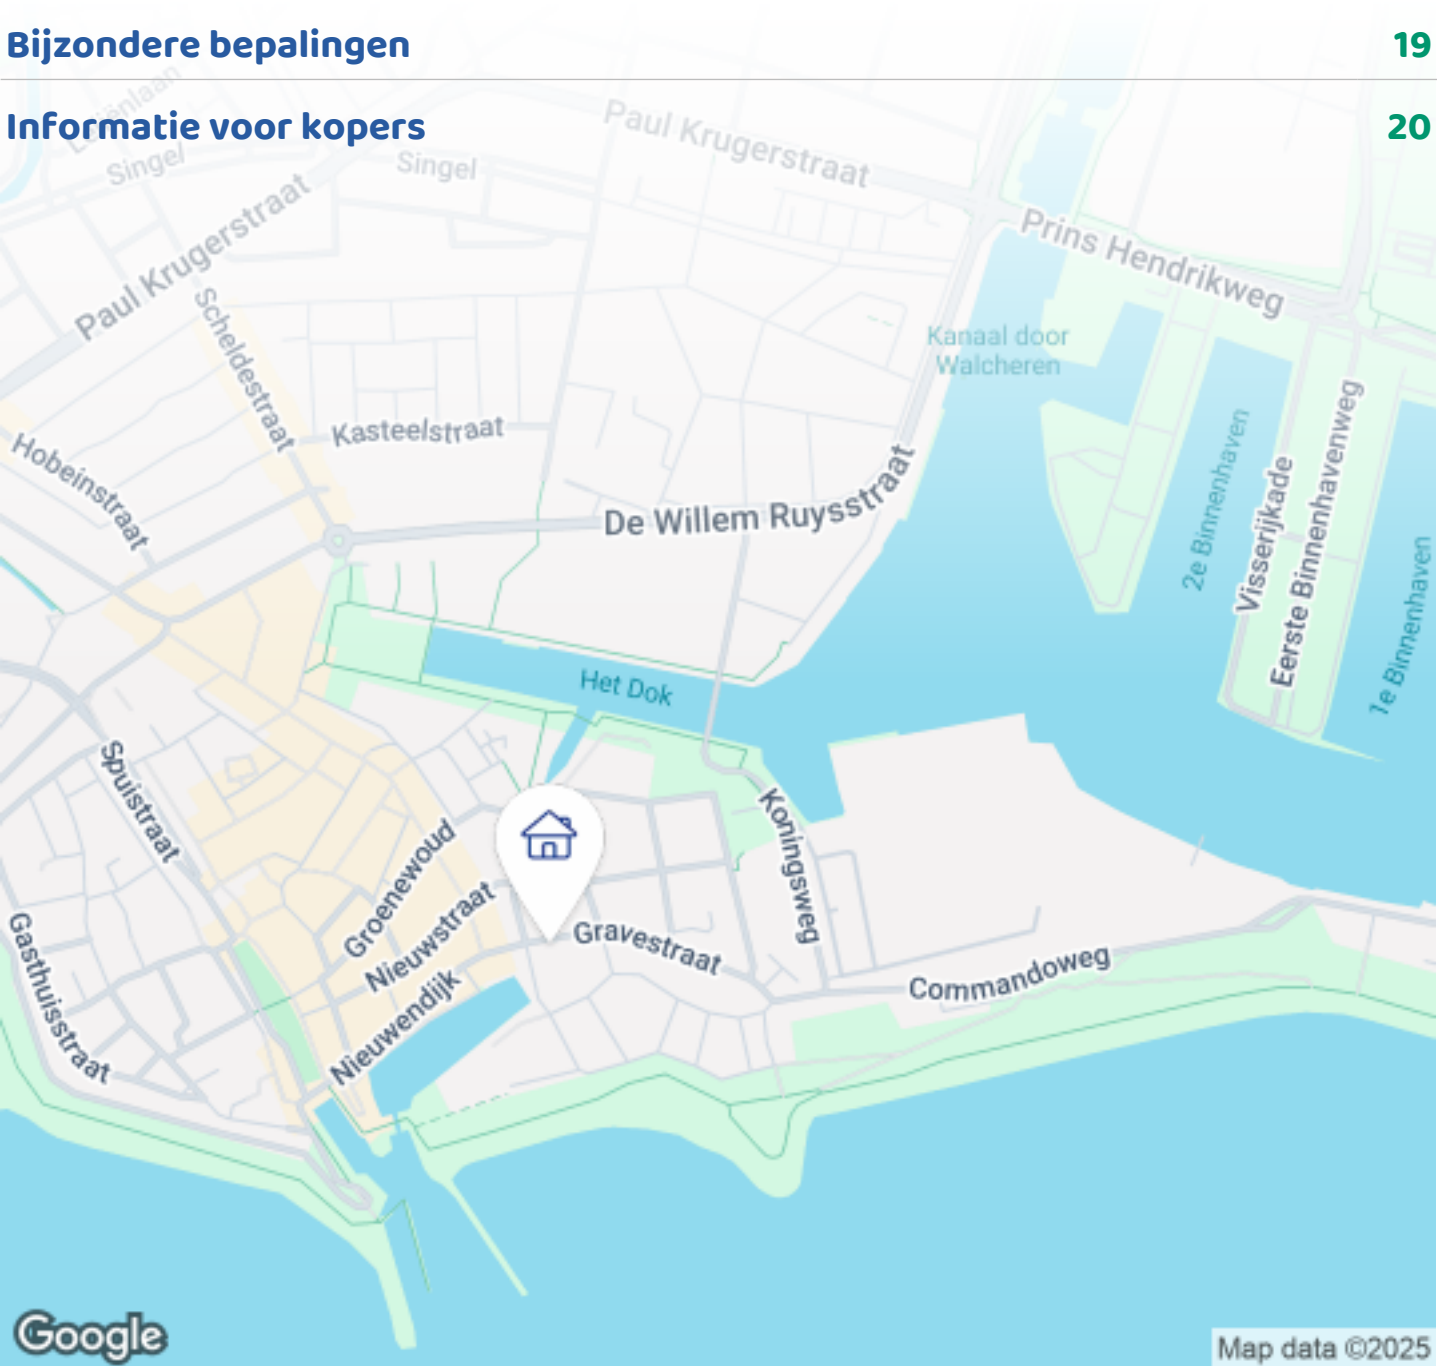 Bijzondere bepalingen 19
Informatie voor kopers 20
Singel
Singel
Paul Krugerstraat
Paul Krugerstraat
Prins Hendrikweg
Scheldestraat
Kanaal door
Walcheren
Hobeinstraat
Kasteelstraat
De Willem Ruysstraat
2e Binnenhaven
Visserijkade
Eerste Binnenhavenweg
1e Binnenhaven
Het Dok
Spuistraat
Groenewoud
Nieuwstraat
Koningsweg
Gravestraat
Nieuwendijk
Commandoweg
Gasthuisstraat
Google
Map data ©2025